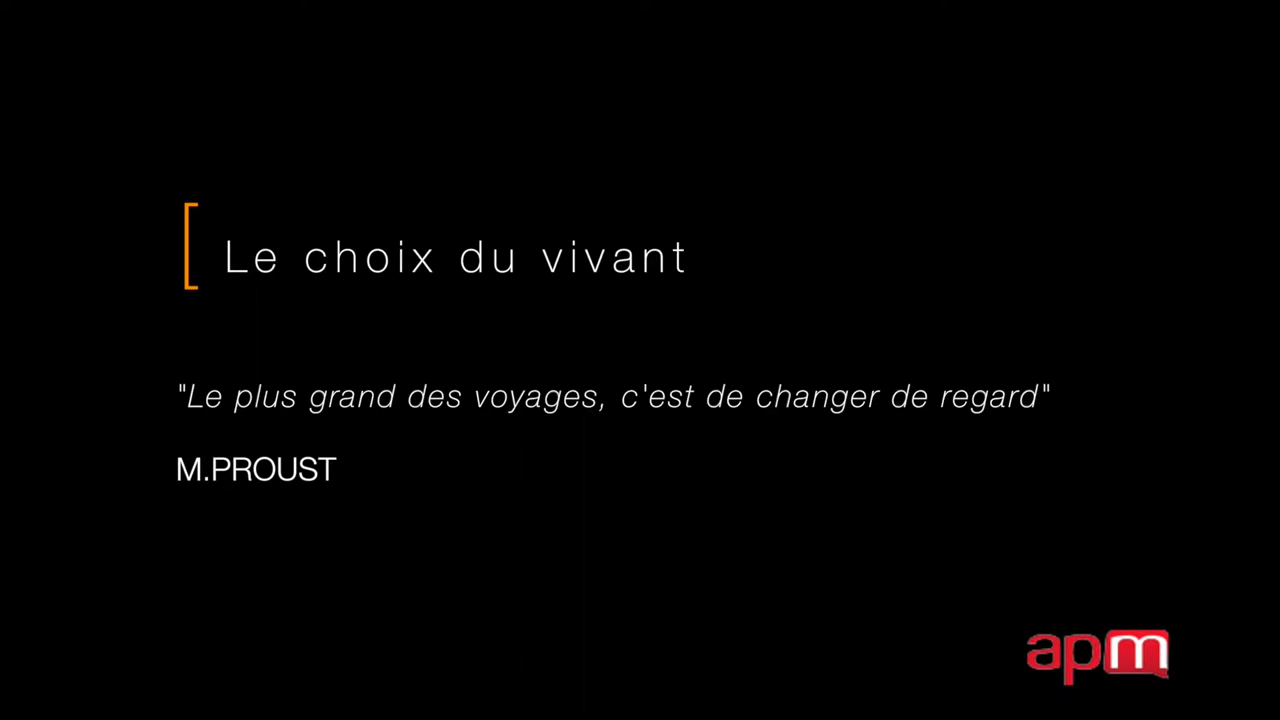 Le choix du vivant
"Le plus grand des voyages, c'est de changer de regard"
M.PROUST
apm